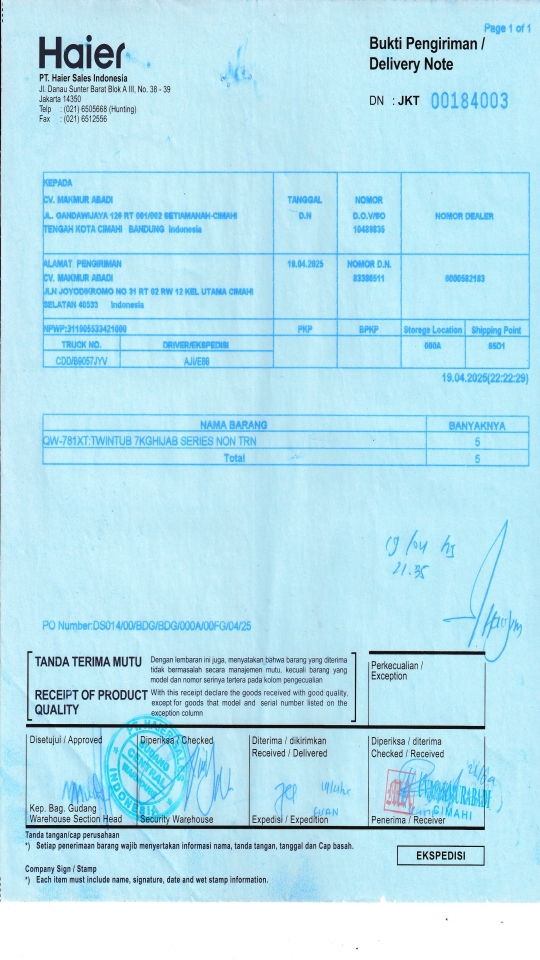 Page 1 of 1
Haier
Bukti Pengiriman /
Delivery Note
PT. Haier Sales Indonesia
Jl. Danau Sunter Barat Blok A III, No. 38 - 39
Jakarta 14350
Telp : (021) 6505668 (Hunting)
Fax : (021) 6512556
DN : JKT 00184003
KEPADA
CV. MAKMUR ABADI
JL. GANDAWIJAYA 126 RT 001/002 SETIAMANAH-CIMAHI
TENGAH KOTA CIMAHI BANDUNG Indonesia
TANGGAL
D.N
NOMOR
D.O.V/SO
10489835
NOMOR DEALER
ALAMAT PENGIRIMAN
CV. MAKMUR ABADI
JLN JOYODIKROMO NO 31 RT 02 RW 12 KEL UTAMA CIMAHI
SELATAN 40533 Indonesia
19.04.2025
NOMOR D.N.
83390511
0000582183
NPWP:311905533421000
PKP
BPKP
Storage Location
Shipping Point
TRUCK NO.
DRIVER/EKSPEDISI
000A
CDD/B9057JYV
19.04.2025(22:22:29)
NAMA BARANG
BANYAKNYA
QW-781XT:TWINTUB 7KGHIJAB SERIES NON TRN
5
Total
5
21.35
PO Number:DS014/00/BDG/BDG/000A/00FG/04/25
TANDA TERIMA MUTU
Dengan lembaran ini juga, menyatakan bahwa barang yang diterima
tidak bermasalah secara manajemen mutu, kecuali barang yang
model dan nomor serinya tertera pada kolom pengecualian
RECEIPT OF PRODUCT
QUALITY
With this receipt declare the goods received with good quality,
except for goods that model and serial number listed on the
exception column
Perkecualian /
Exception
Disetujui / Approved
Kep. Bag. Gudang
Warehouse Section Head
Diperiksa / Checked
Security Warehouse
Diterima / dikirimkan
Received / Delivered
Expedisi / Expedition
Diperiksa / diterima
Checked / Received
CIMAHI
Penerima / Receiver
GUDANG
CENTRAL
INDONESIA
Tanda tangan/cap perusahaan
*) Setiap penerimaan barang wajib menyertakan informasi nama, tanda tangan, tanggal dan Cap basah.
EKSPEDISI
Company Sign / Stamp
*) Each item must include name, signature, date and wet stamp information.